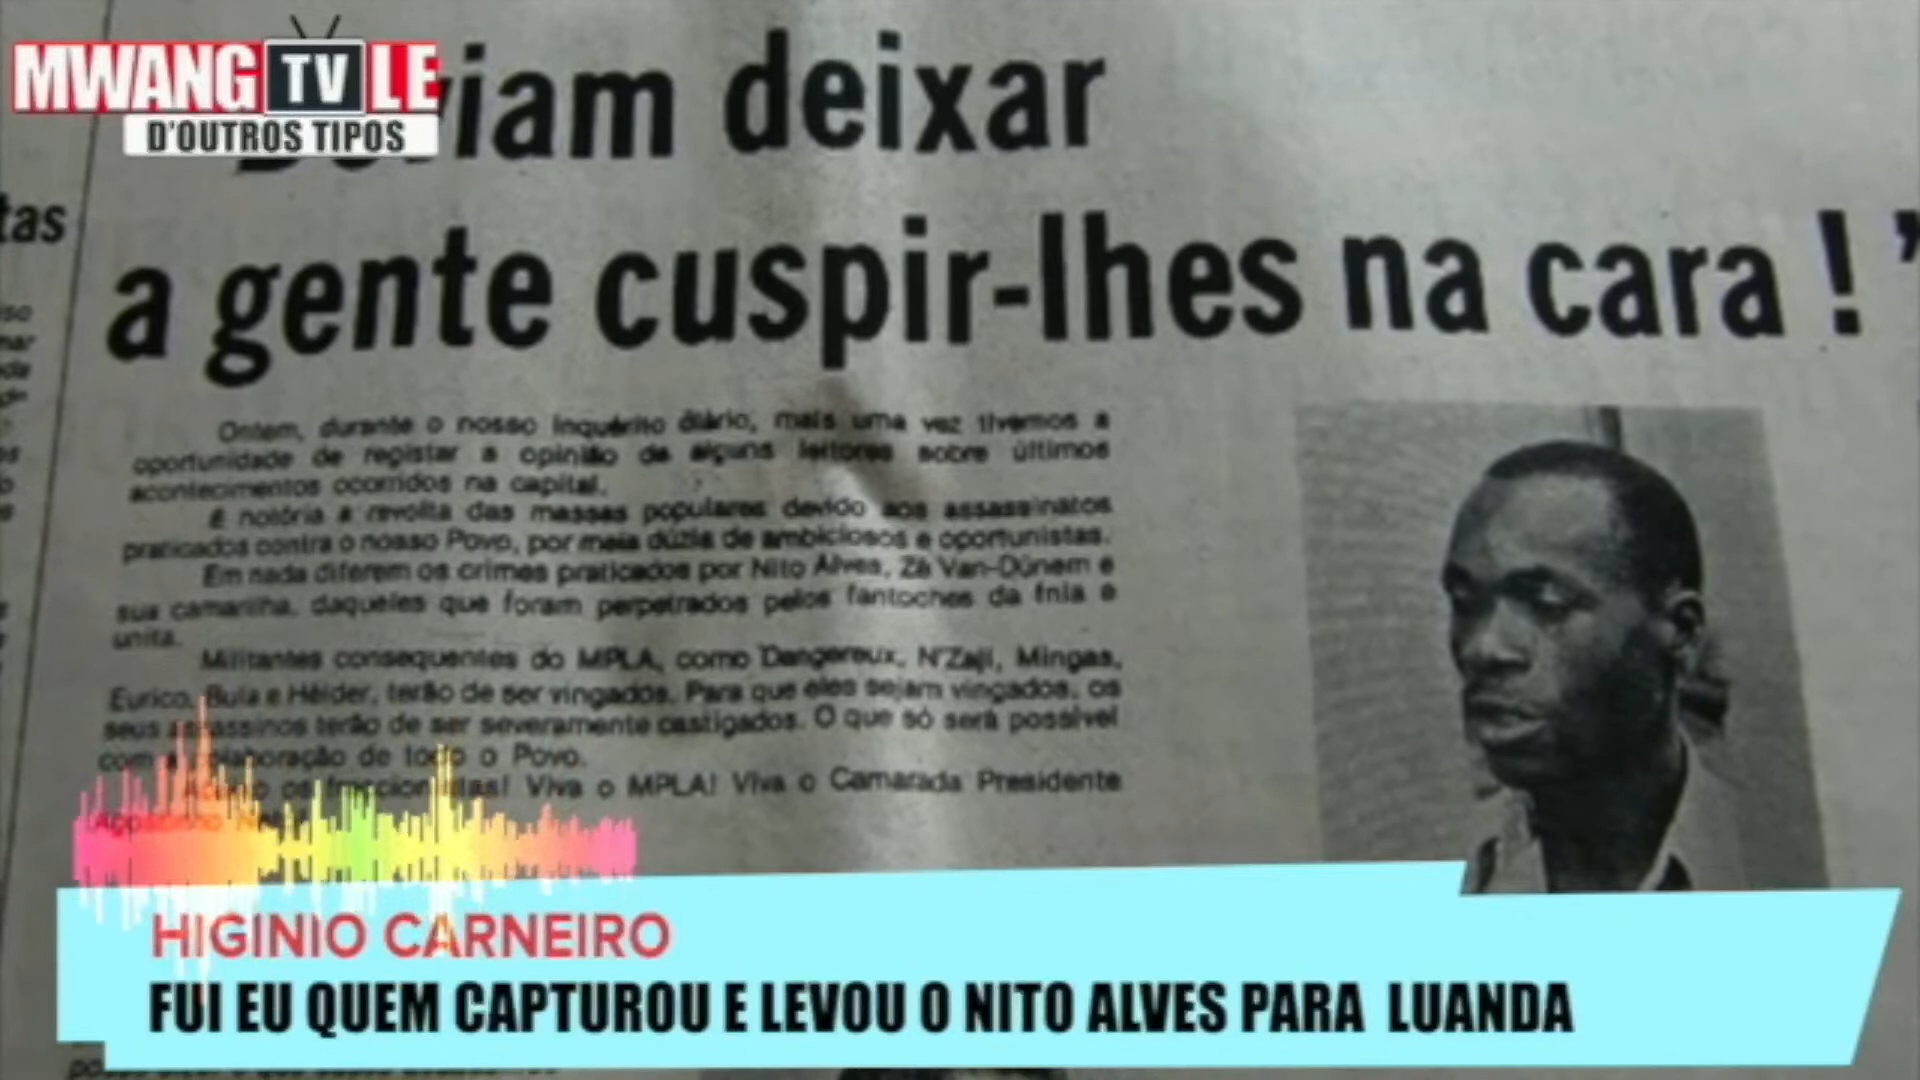 MWANG TV LE
D'OUTROS TIPOS
viam deixar
a gente cuspir-lhes na cara ! "
tas
Ontem, durante o nosso inquérito diário, mais uma vez tivemos a
oportunidade de registar a opinião de alguns leitores sobre últimos
acontecimentos ocorridos na capital.
É notória a revolta das massas populares devido aos assassinatos
praticados contra o nosso Povo, por meia dúzia de ambiciosos e oportunistas.
Em nada diferem os crimes praticados por Nito Alves, Zé Van-Dúnem e
sua camarilha, daqueles que foram perpetrados pelos fantoches da fnla e
unita.
Militantes consequentes do MPLA, como Dangereux, N'Zaji, Mingas,
Eurico, Bula e Hélder, terão de ser vingados. Para que eles sejam vingados, os
seus assassinos terão de ser severamente castigados. O que só será possível
com a colaboração de todo o Povo.
Viva o MPLA! Viva o Camarada Presidente
HIGINIO CARNEIRO
FUI EU QUEM CAPTUROU E LEVOU O NITO ALVES PARA LUANDA